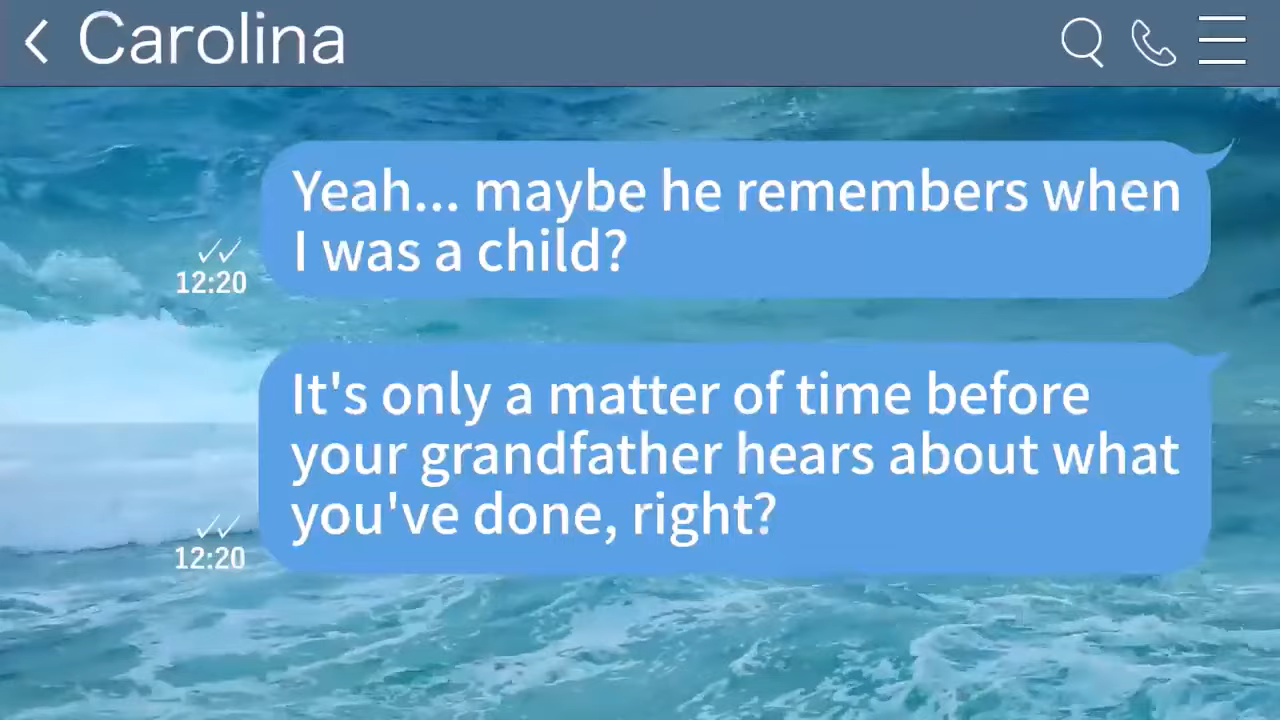 Carolina
Yeah... maybe he remembers when
I was a child?
12:20
It's only a matter of time before
your grandfather hears about what
you've done, right?
12:20